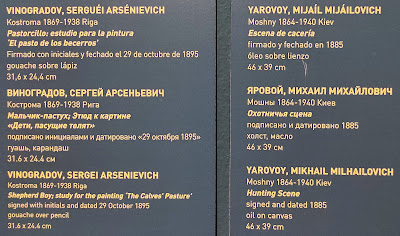 VINOGRADOV, SERGUÉI ARSÉNIEVICH
Kostroma 1869-1938 Riga
Pastorcillo: estudio para la pintura
'El pasto de los becerros'
Firmado con iniciales y fechado el 29 de octubre de 1895
gouache sobre lápiz
31,6 x 24,4 cm
ВИНОГРАДОВ, СЕРГЕЙ АРСЕНЬЕВИЧ
Кострома 1869-1938 Рига
Мальчик-пастух; Этюд к картине
«Дети, пасущие телят»
подписано инициалами и датировано «29 октября 1895»
гуашь, карандаш
31,6 x 24.4 см
VINOGRADOV, SERGEI ARSENIEVICH
Kostroma 1869-1938 Riga
Shepherd Boy; study for the painting 'The Calves' Pasture'
signed with initials and dated 29 October 1895
gouache over pencil
31,6 x 24,4 cm
YAROVOY, MIJAÍL MIJÁILOVICH
Moshny 1864-1940 Kiev
Escena de cacería
firmado y fechado en 1885
óleo sobre lienzo
46 x 39 cm
ЯРОВОЙ, МИХАИЛ МИХАЙЛОВИЧ
Мошны 1864-1940 Киев
Охотничья сцена
подписано и датировано 1885
холст, масло
46 x 39 см
YAROVOY, MIKHAIL MILHAILOVICH
Moshny 1864-1940 Kiev
Hunting Scene
signed and dated 1885
oil on canvas
46 x 39 cm